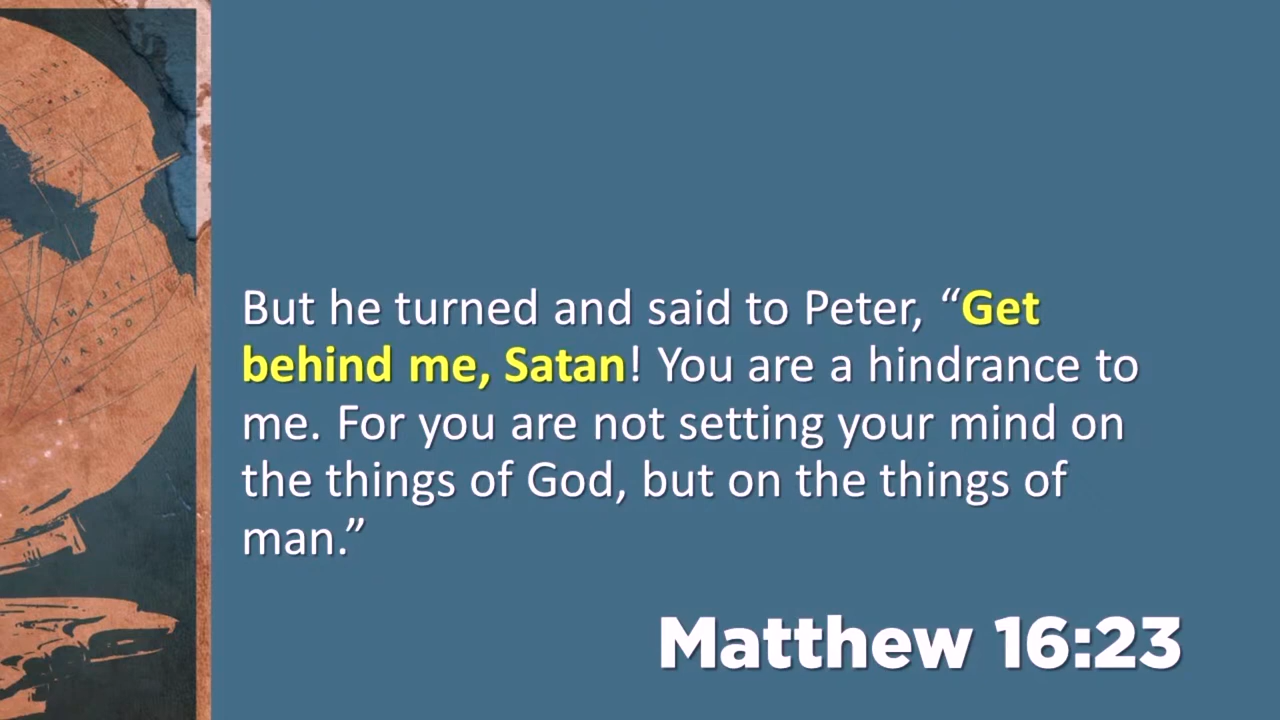 But he turned and said to Peter, “Get
behind me, Satan! You are a hindrance to
me. For you are not setting your mind on
the things of God, but on the things of
man.”
Matthew 16:23